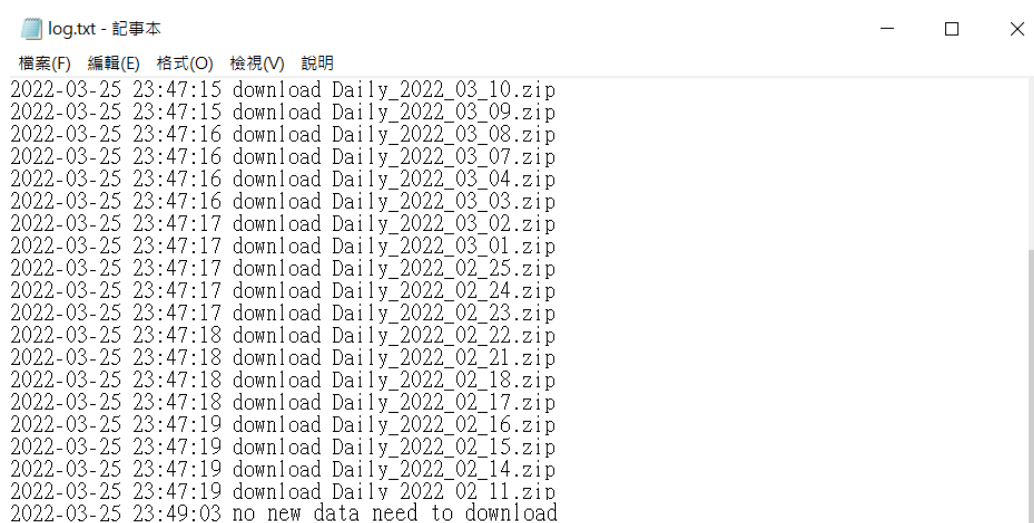 log.txt - 記事本
檔案(F) 編輯(E) 格式(O) 檢視(V) 說明
2022-03-25 23:47:15 download Daily_2022_03_10.zip
2022-03-25 23:47:15 download Daily_2022_03_09.zip
2022-03-25 23:47:16 download Daily_2022_03_08.zip
2022-03-25 23:47:16 download Daily_2022_03_07.zip
2022-03-25 23:47:16 download Daily_2022_03_04.zip
2022-03-25 23:47:16 download Daily_2022_03_03.zip
2022-03-25 23:47:17 download Daily_2022_03_02.zip
2022-03-25 23:47:17 download Daily_2022_03_01.zip
2022-03-25 23:47:17 download Daily_2022_02_25.zip
2022-03-25 23:47:17 download Daily_2022_02_24.zip
2022-03-25 23:47:17 download Daily_2022_02_23.zip
2022-03-25 23:47:18 download Daily_2022_02_22.zip
2022-03-25 23:47:18 download Daily_2022_02_21.zip
2022-03-25 23:47:18 download Daily_2022_02_18.zip
2022-03-25 23:47:18 download Daily_2022_02_17.zip
2022-03-25 23:47:19 download Daily_2022_02_16.zip
2022-03-25 23:47:19 download Daily_2022_02_15.zip
2022-03-25 23:47:19 download Daily_2022_02_14.zip
2022-03-25 23:47:19 download Daily_2022_02_11.zip
2022-03-25 23:49:03 no new data need to download